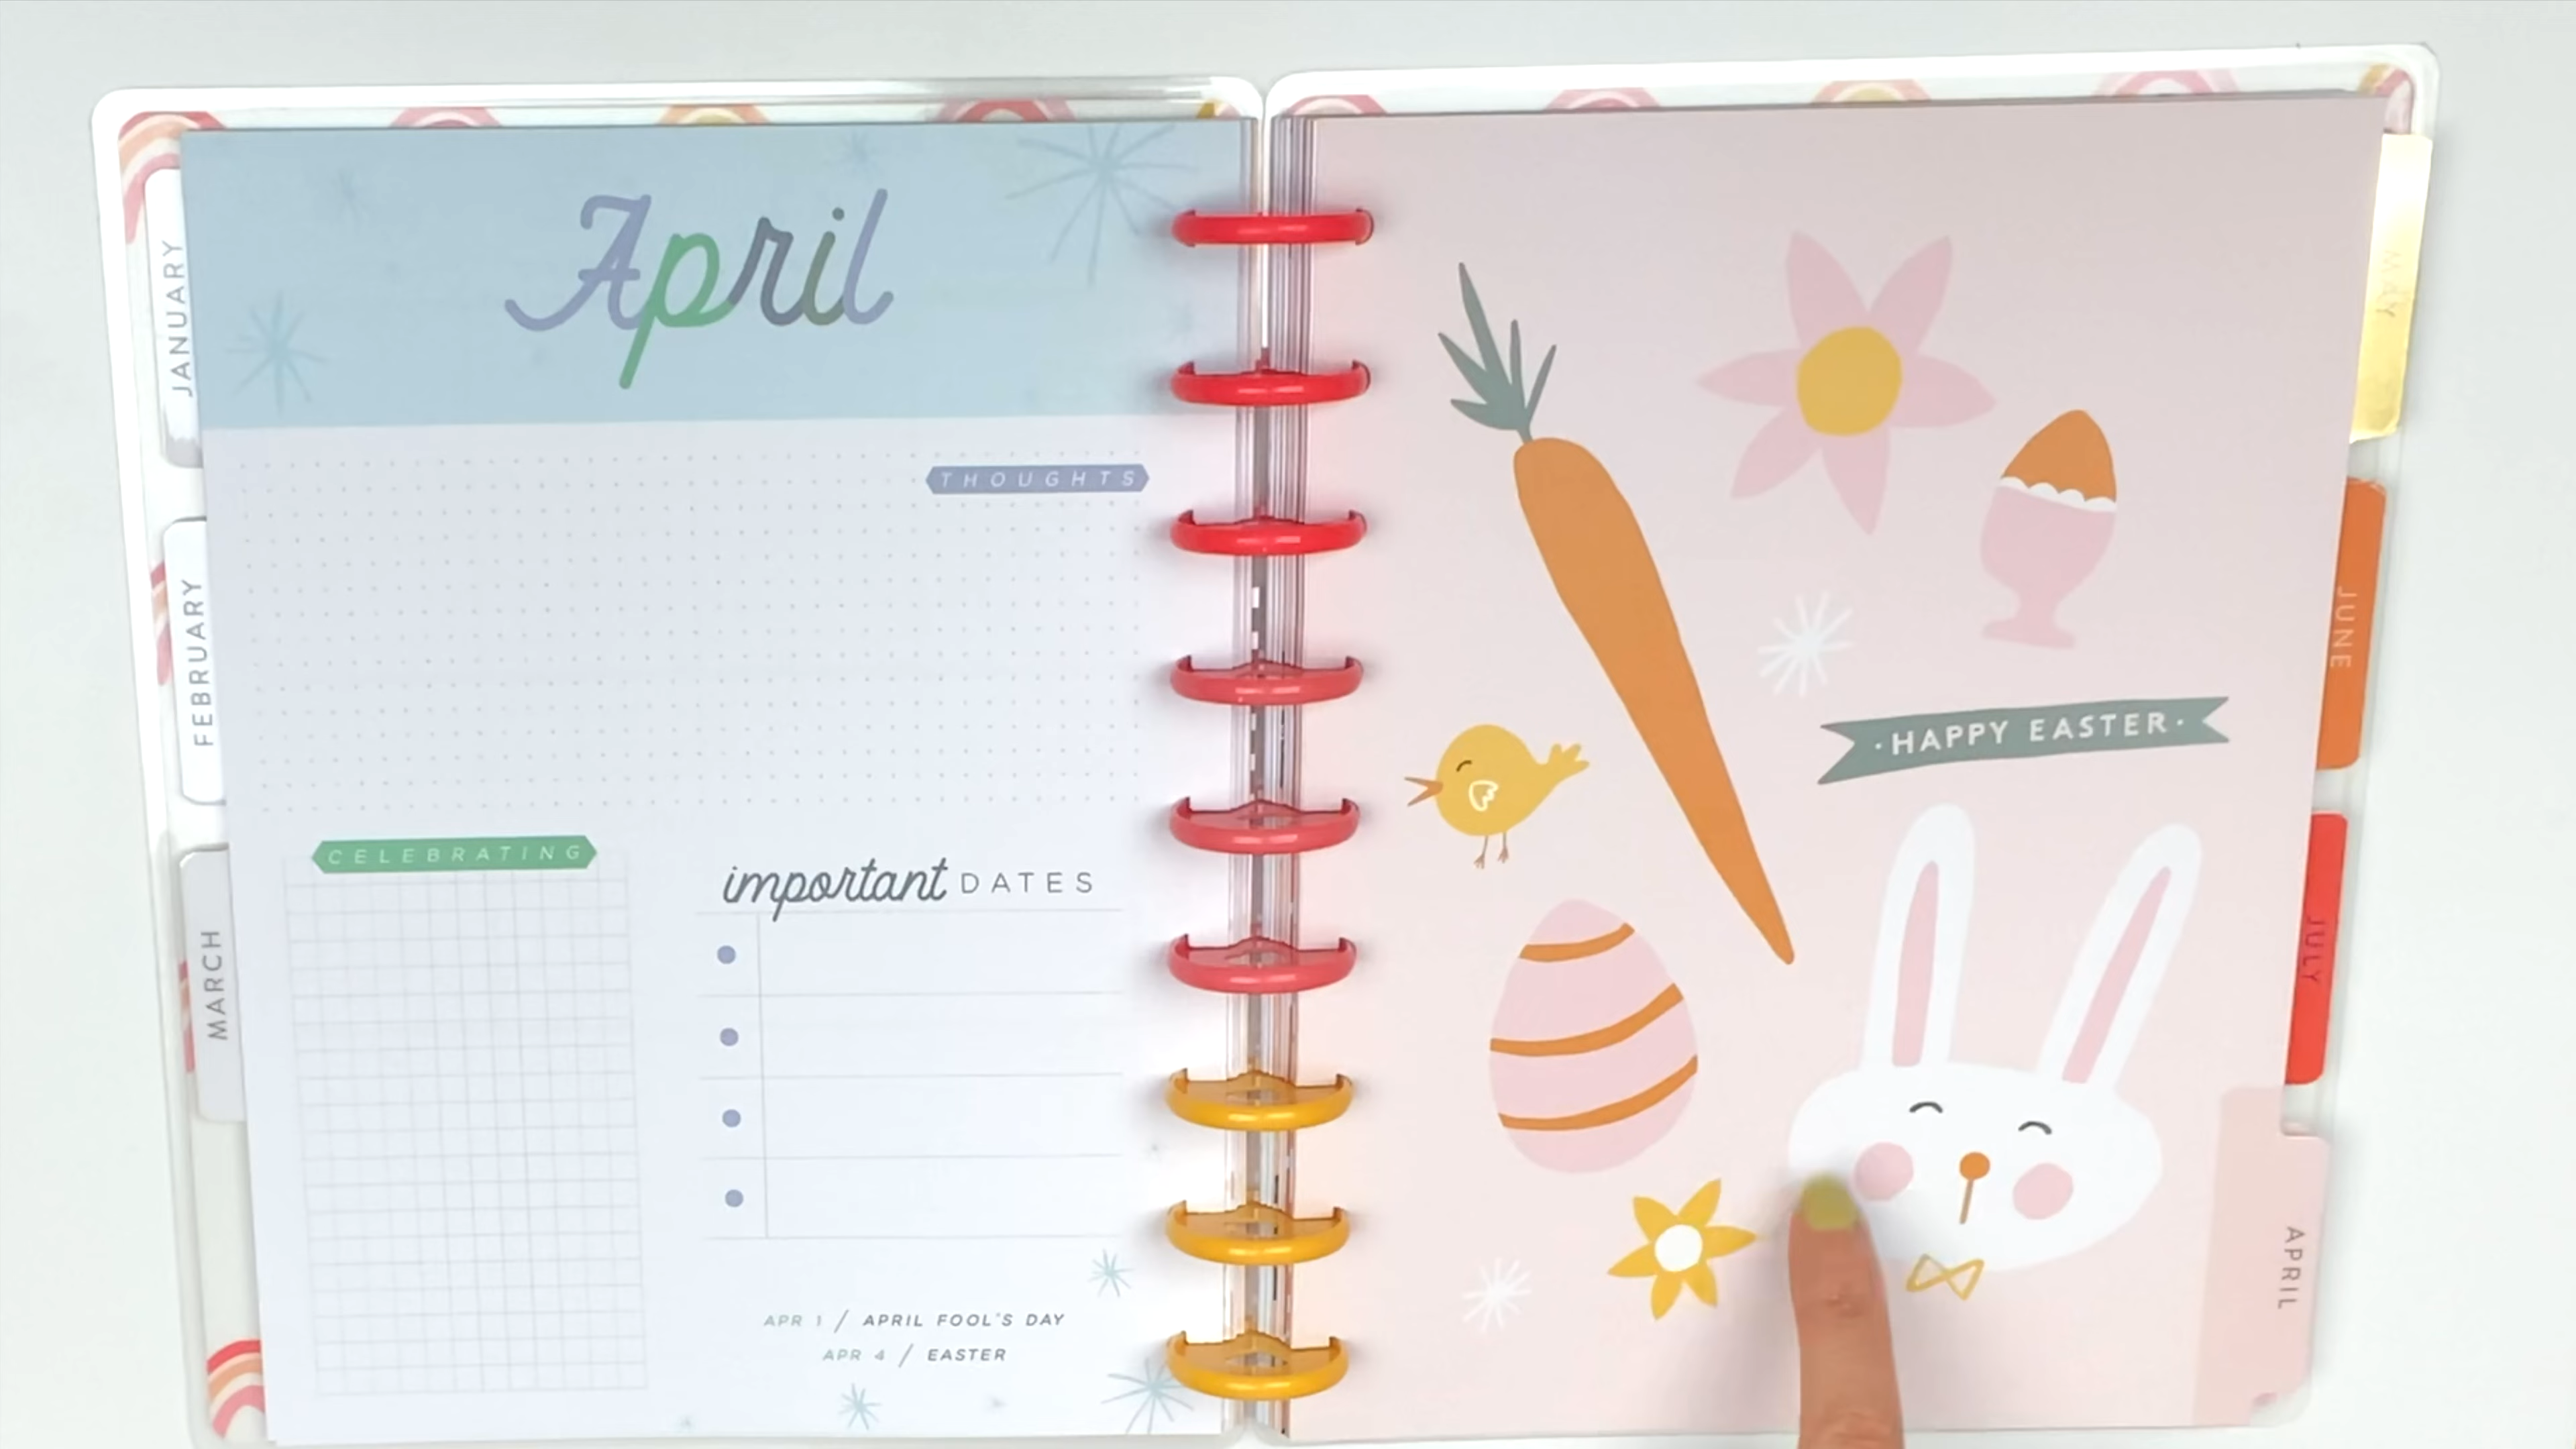 April
THOUGHTS
CELEBRATING
important DATES
APR 1 / APRIL FOOL'S DAY
APR 4 / EASTER
JANUARY
FEBRUARY
MARCH
·HAPPY EASTER·
MAY
JUNE
JULY
APRIL